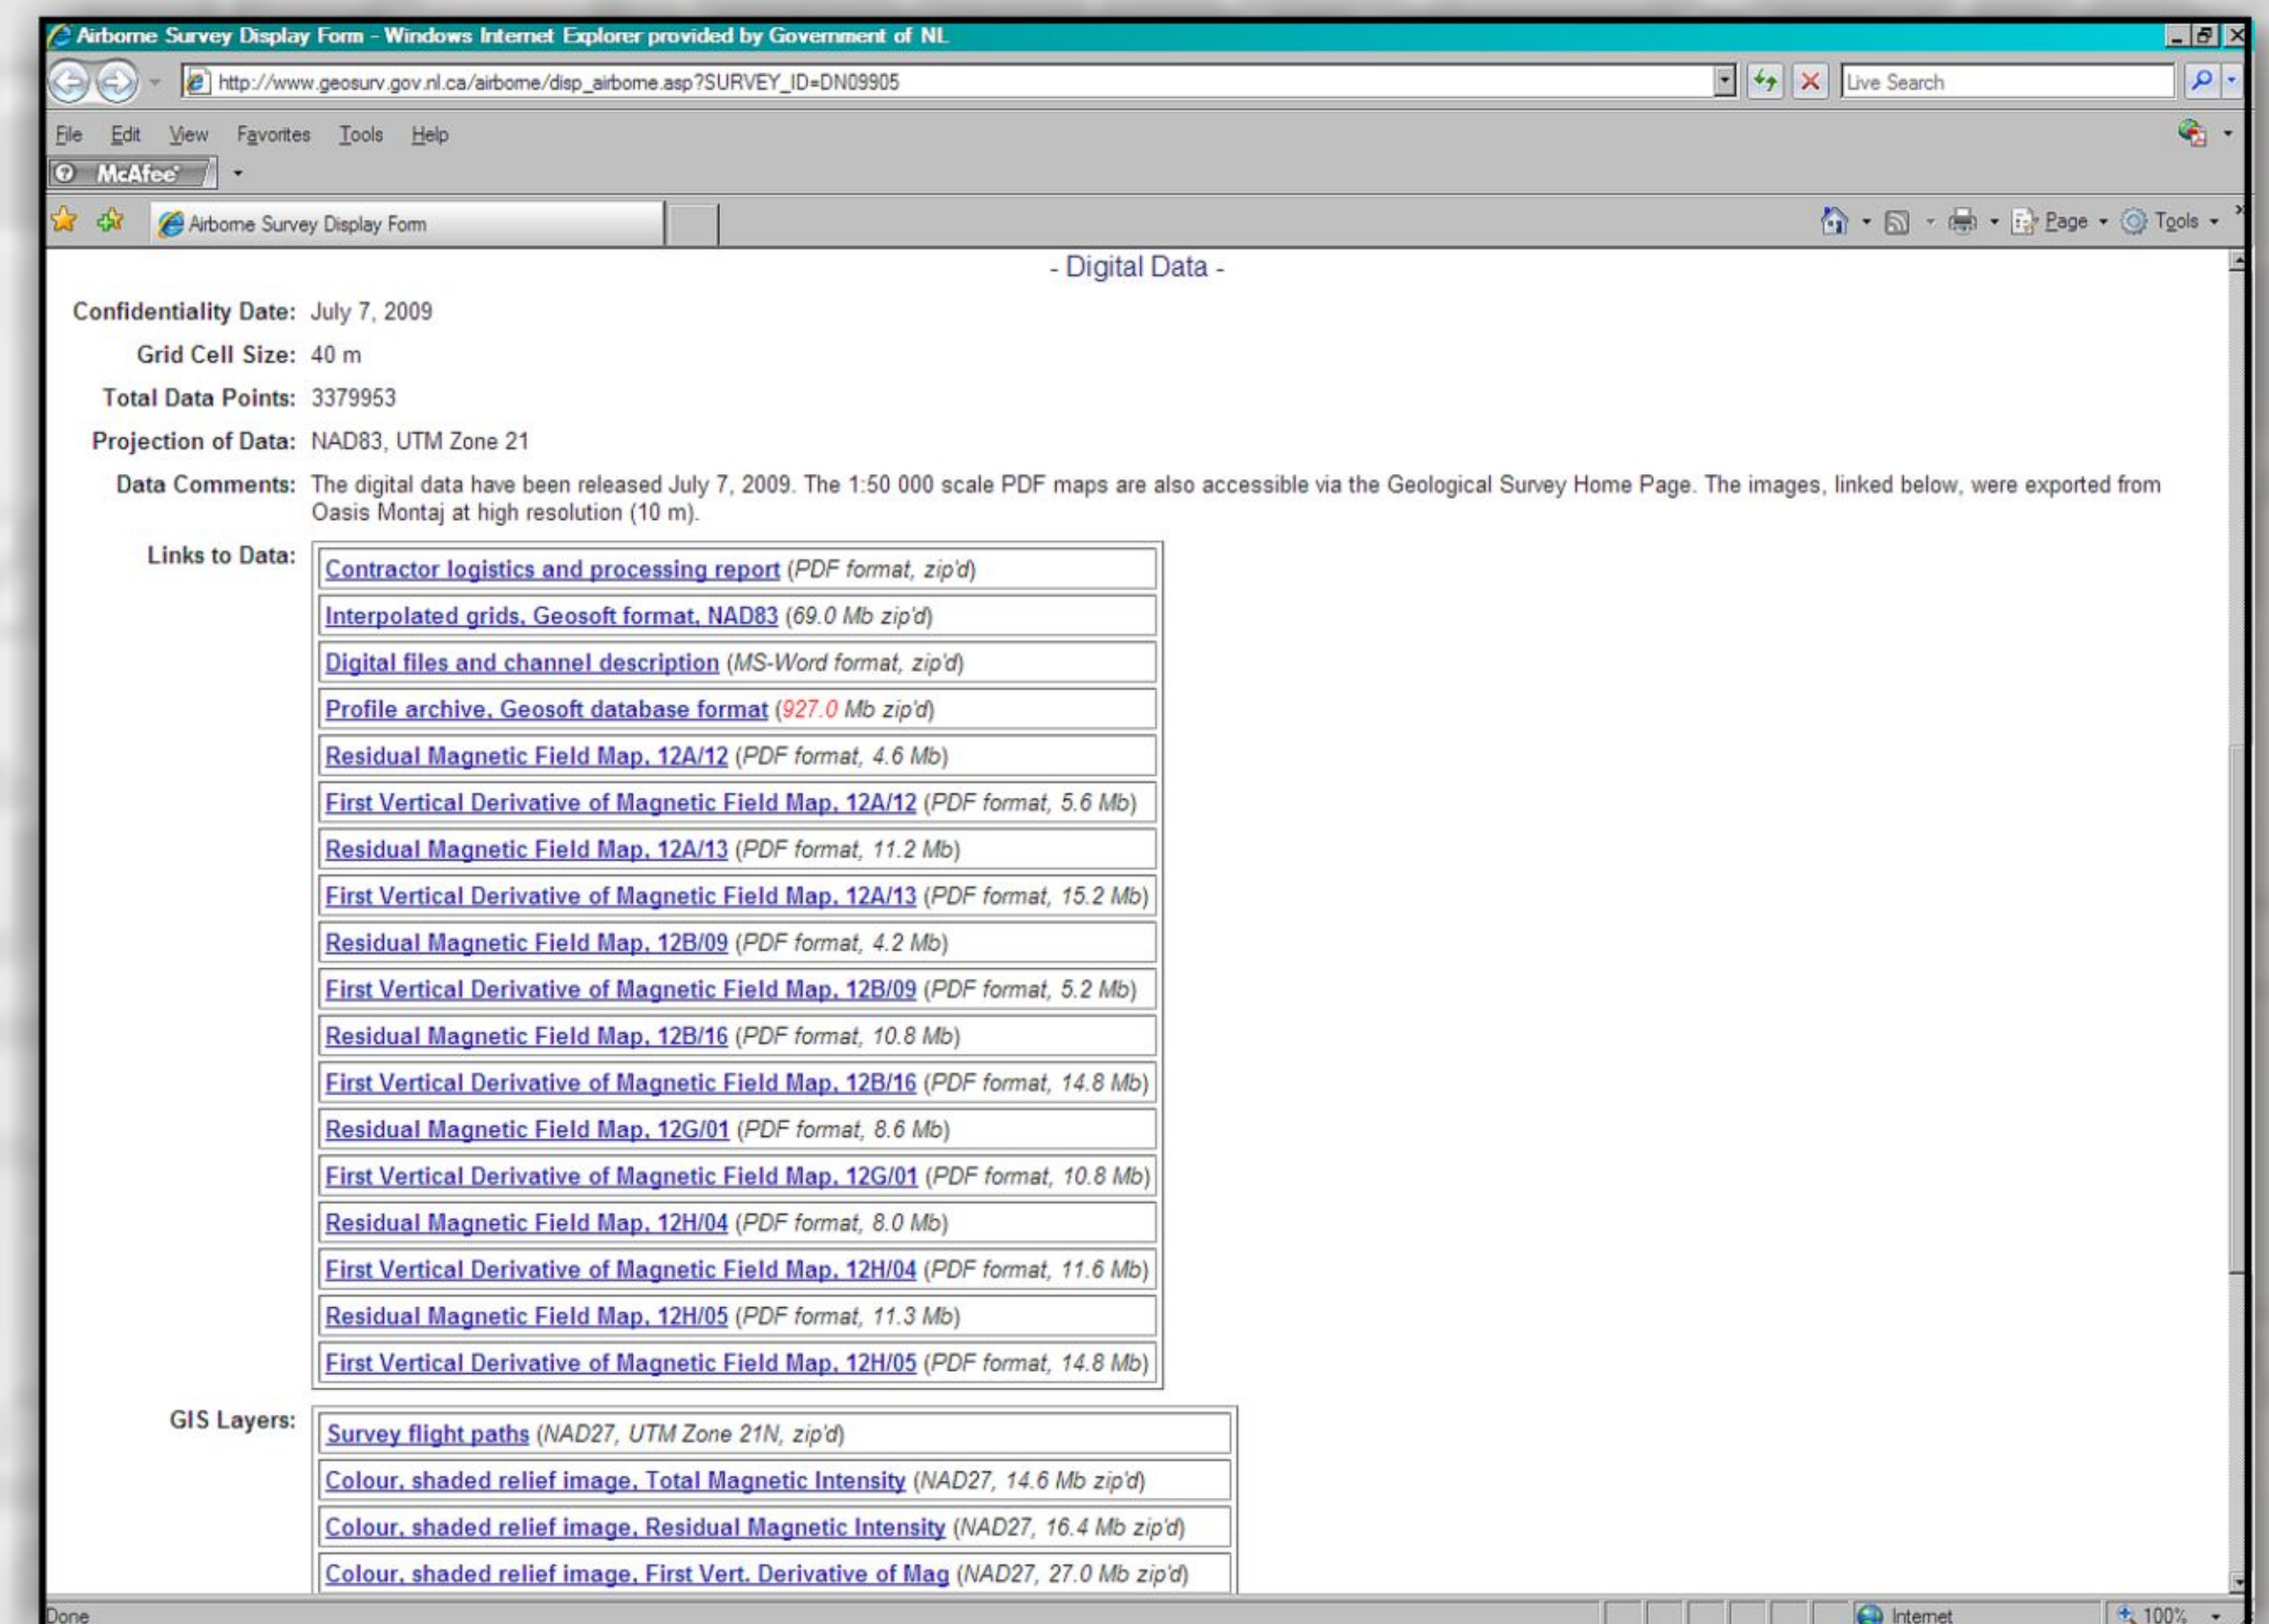 Airborne Survey Display Form - Windows Internet Explorer provided by Government of NL
http://www.geosurv.gov.nl.ca/airborne/disp_airborne.asp?SURVEY_ID=DN09905
Live Search
File Edit View Favorites Tools Help
McAfee
Airborne Survey Display Form
Page Tools
- Digital Data -
Confidentiality Date: July 7, 2009
Grid Cell Size: 40 m
Total Data Points: 3379953
Projection of Data: NAD83, UTM Zone 21
Data Comments: The digital data have been released July 7, 2009. The 1:50 000 scale PDF maps are also accessible via the Geological Survey Home Page. The images, linked below, were exported from
Oasis Montaj at high resolution (10 m).
Links to Data:
Contractor logistics and processing report (PDF format, zip'd)
Interpolated grids, Geosoft format, NAD83 (69.0 Mb zip'd)
Digital files and channel description (MS-Word format, zip'd)
Profile archive, Geosoft database format (927.0 Mb zip'd)
Residual Magnetic Field Map, 12A/12 (PDF format, 4.6 Mb)
First Vertical Derivative of Magnetic Field Map, 12A/12 (PDF format, 5.6 Mb)
Residual Magnetic Field Map, 12A/13 (PDF format, 11.2 Mb)
First Vertical Derivative of Magnetic Field Map, 12A/13 (PDF format, 15.2 Mb)
Residual Magnetic Field Map, 12B/09 (PDF format, 4.2 Mb)
First Vertical Derivative of Magnetic Field Map, 12B/09 (PDF format, 5.2 Mb)
Residual Magnetic Field Map, 12B/16 (PDF format, 10.8 Mb)
First Vertical Derivative of Magnetic Field Map, 12B/16 (PDF format, 14.8 Mb)
Residual Magnetic Field Map, 12G/01 (PDF format, 8.6 Mb)
First Vertical Derivative of Magnetic Field Map, 12G/01 (PDF format, 10.8 Mb)
Residual Magnetic Field Map, 12H/04 (PDF format, 8.0 Mb)
First Vertical Derivative of Magnetic Field Map, 12H/04 (PDF format, 11.6 Mb)
Residual Magnetic Field Map, 12H/05 (PDF format, 11.3 Mb)
First Vertical Derivative of Magnetic Field Map, 12H/05 (PDF format, 14.8 Mb)
GIS Layers:
Survey flight paths (NAD27, UTM Zone 21N, zip'd)
Colour, shaded relief image, Total Magnetic Intensity (NAD27, 14.6 Mb zip'd)
Colour, shaded relief image, Residual Magnetic Intensity (NAD27, 16.4 Mb zip'd)
Colour, shaded relief image, First Vert. Derivative of Mag (NAD27, 27.0 Mb zip'd)
Done
Internet
100%